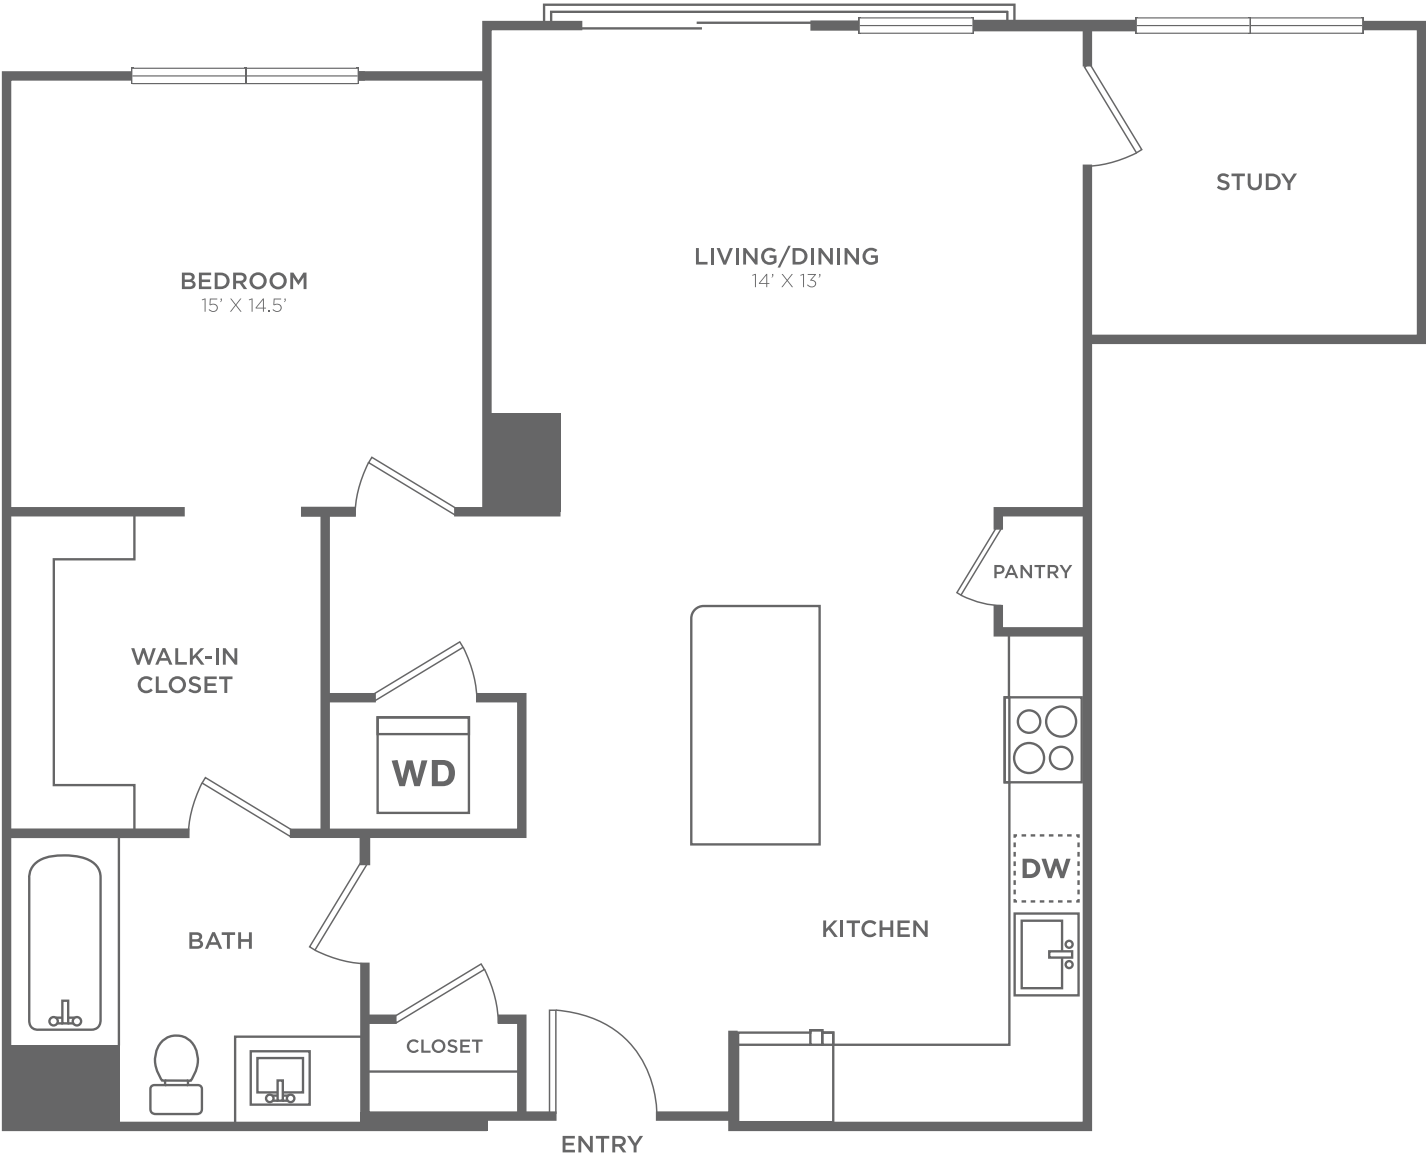 STUDY
LIVING/DINING
14' X 13'
BEDROOM
15' X 14.5'
PANTRY
WALK-IN
CLOSET
WD
DW
KITCHEN
BATH
CLOSET
ENTRY